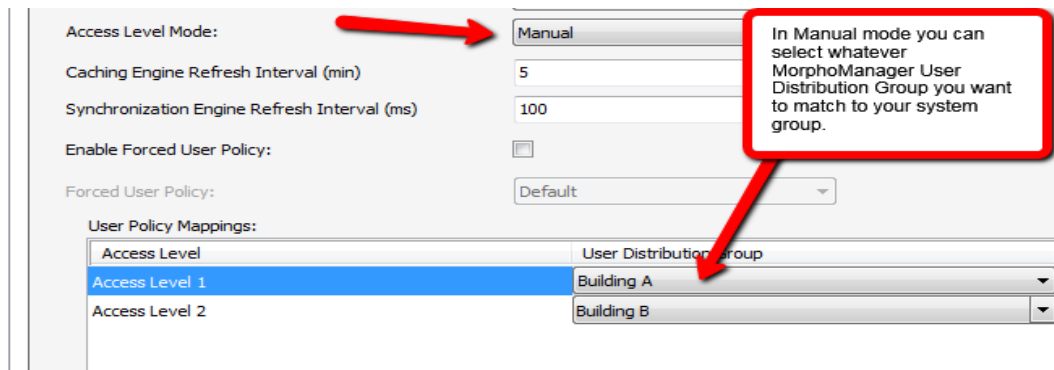 Access Level Mode:
Manual
Caching Engine Refresh Interval (min)
5
Synchronization Engine Refresh Interval (ms)
100
Enable Forced User Policy:
Forced User Policy:
Default
In Manual mode you can
select whatever
MorphoManager User
Distribution Group you want
to match to your system
group.
User Policy Mappings:
Access Level
User Distribution Group
Access Level 1
Building A
Access Level 2
Building B